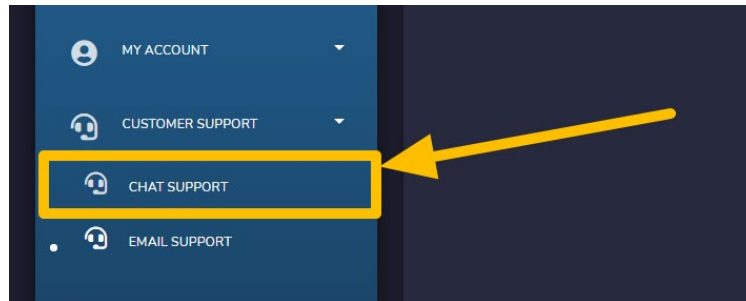 MY ACCOUNT
CUSTOMER SUPPORT
CHAT SUPPORT
EMAIL SUPPORT